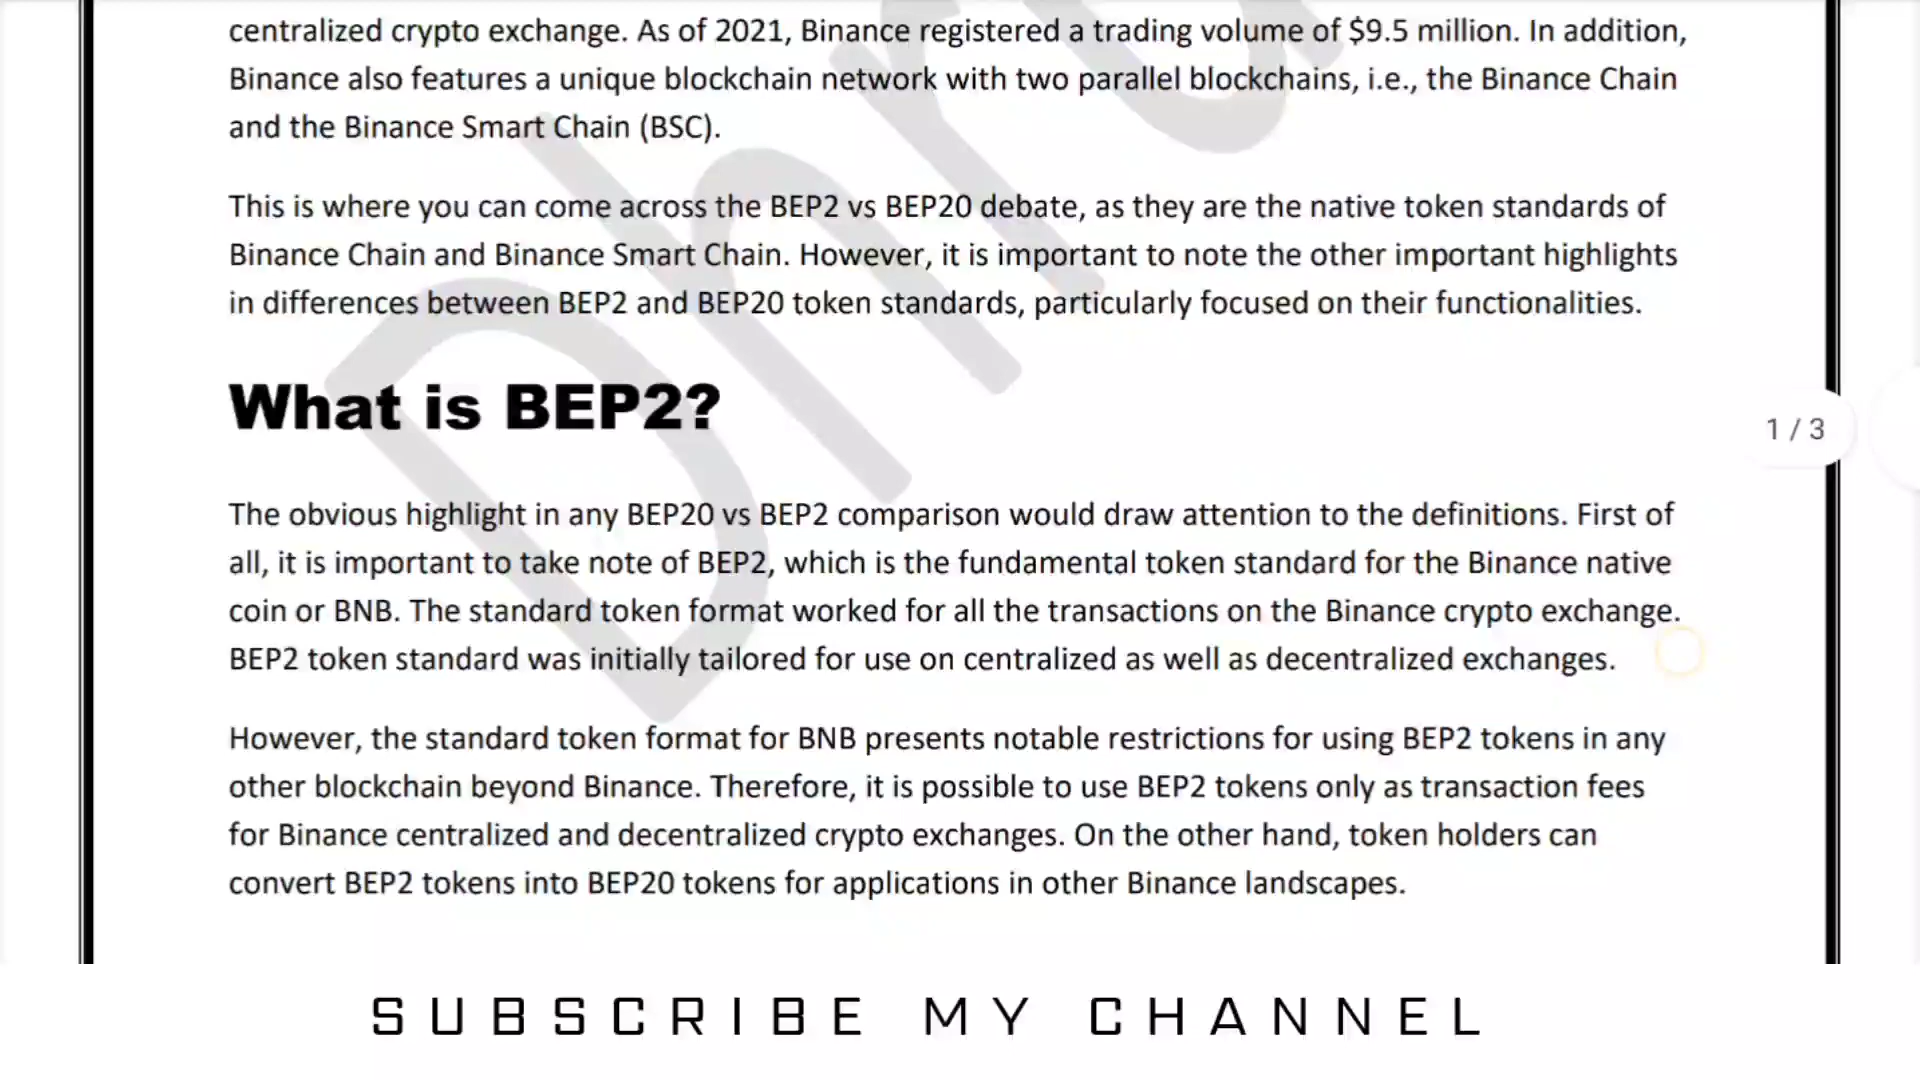 centralized crypto exchange. As of 2021, Binance registered a trading volume of $9.5 million. In addition,
Binance also features a unique blockchain network with two parallel blockchains, i.e., the Binance Chain
and the Binance Smart Chain (BSC).
This is where you can come across the BEP2 vs BEP20 debate, as they are the native token standards of
Binance Chain and Binance Smart Chain. However, it is important to note the other important highlights
in differences between BEP2 and BEP20 token standards, particularly focused on their functionalities.
What is BEP2?
1 / 3
The obvious highlight in any BEP20 vs BEP2 comparison would draw attention to the definitions. First of
all, it is important to take note of BEP2, which is the fundamental token standard for the Binance native
coin or BNB. The standard token format worked for all the transactions on the Binance crypto exchange.
BEP2 token standard was initially tailored for use on centralized as well as decentralized exchanges.
However, the standard token format for BNB presents notable restrictions for using BEP2 tokens in any
other blockchain beyond Binance. Therefore, it is possible to use BEP2 tokens only as transaction fees
for Binance centralized and decentralized crypto exchanges. On the other hand, token holders can
convert BEP2 tokens into BEP20 tokens for applications in other Binance landscapes.
SUBSCRIBE MY CHANNEL